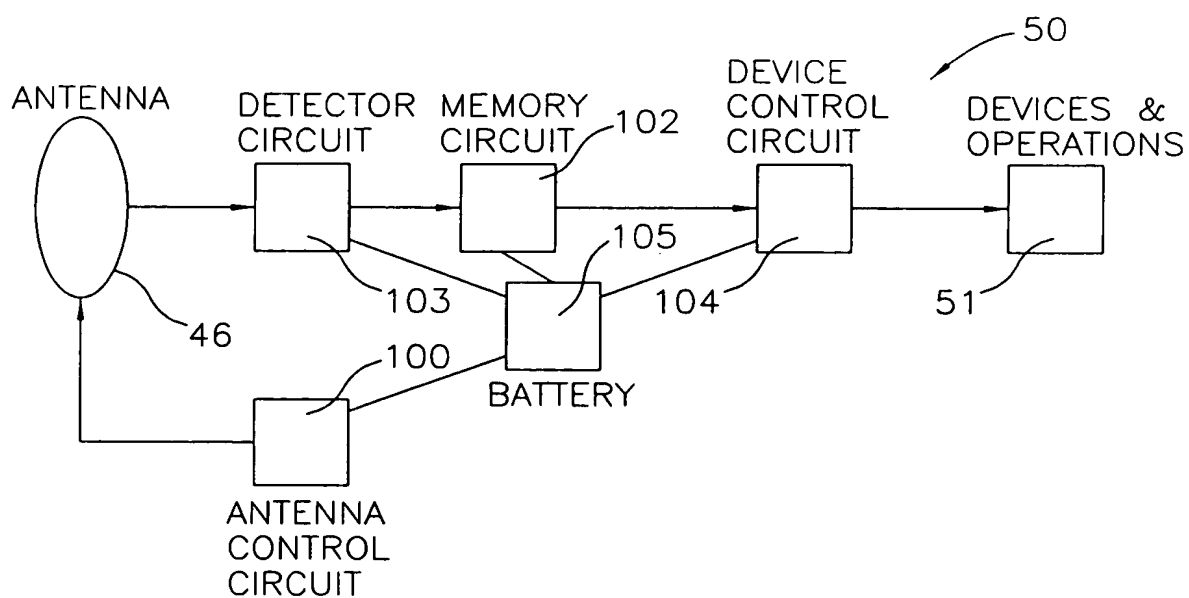 50
ANTENNA
DETECTOR
CIRCUIT
MEMORY
CIRCUIT
102
DEVICE
CONTROL
CIRCUIT
DEVICES &
OPERATIONS
46
103
105
104
51
BATTERY
100
ANTENNA
CONTROL
CIRCUIT